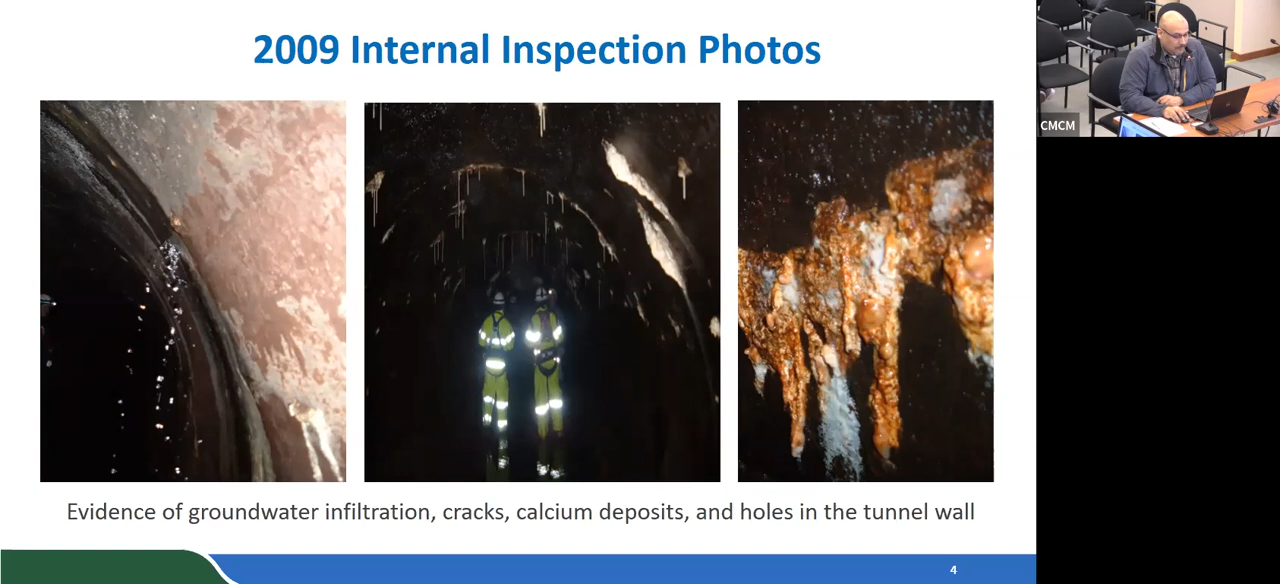 2009 Internal Inspection Photos
CMCM
Evidence of groundwater infiltration, cracks, calcium deposits, and holes in the tunnel wall
4